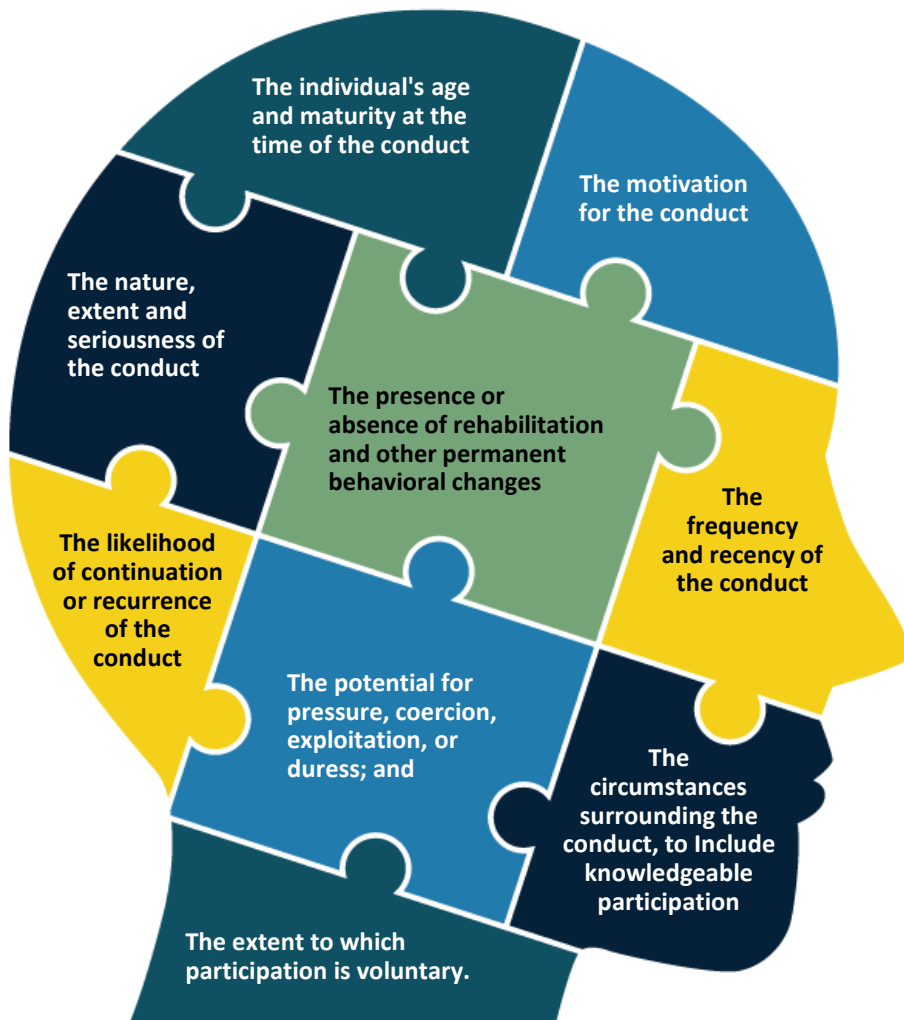 The individual's age
and maturity at the
time of the conduct
The motivation
for the conduct
The nature,
extent and
seriousness of
the conduct
The presence or
absence of rehabilitation
and other permanent
behavioral changes
The
frequency
and recency of
the conduct
The likelihood
of continuation
or recurrence
of the
conduct
The potential for
pressure, coercion,
exploitation, or
duress; and
The
circumstances
surrounding the
conduct, to Include
knowledgeable
participation
The extent to which
participation is voluntary.